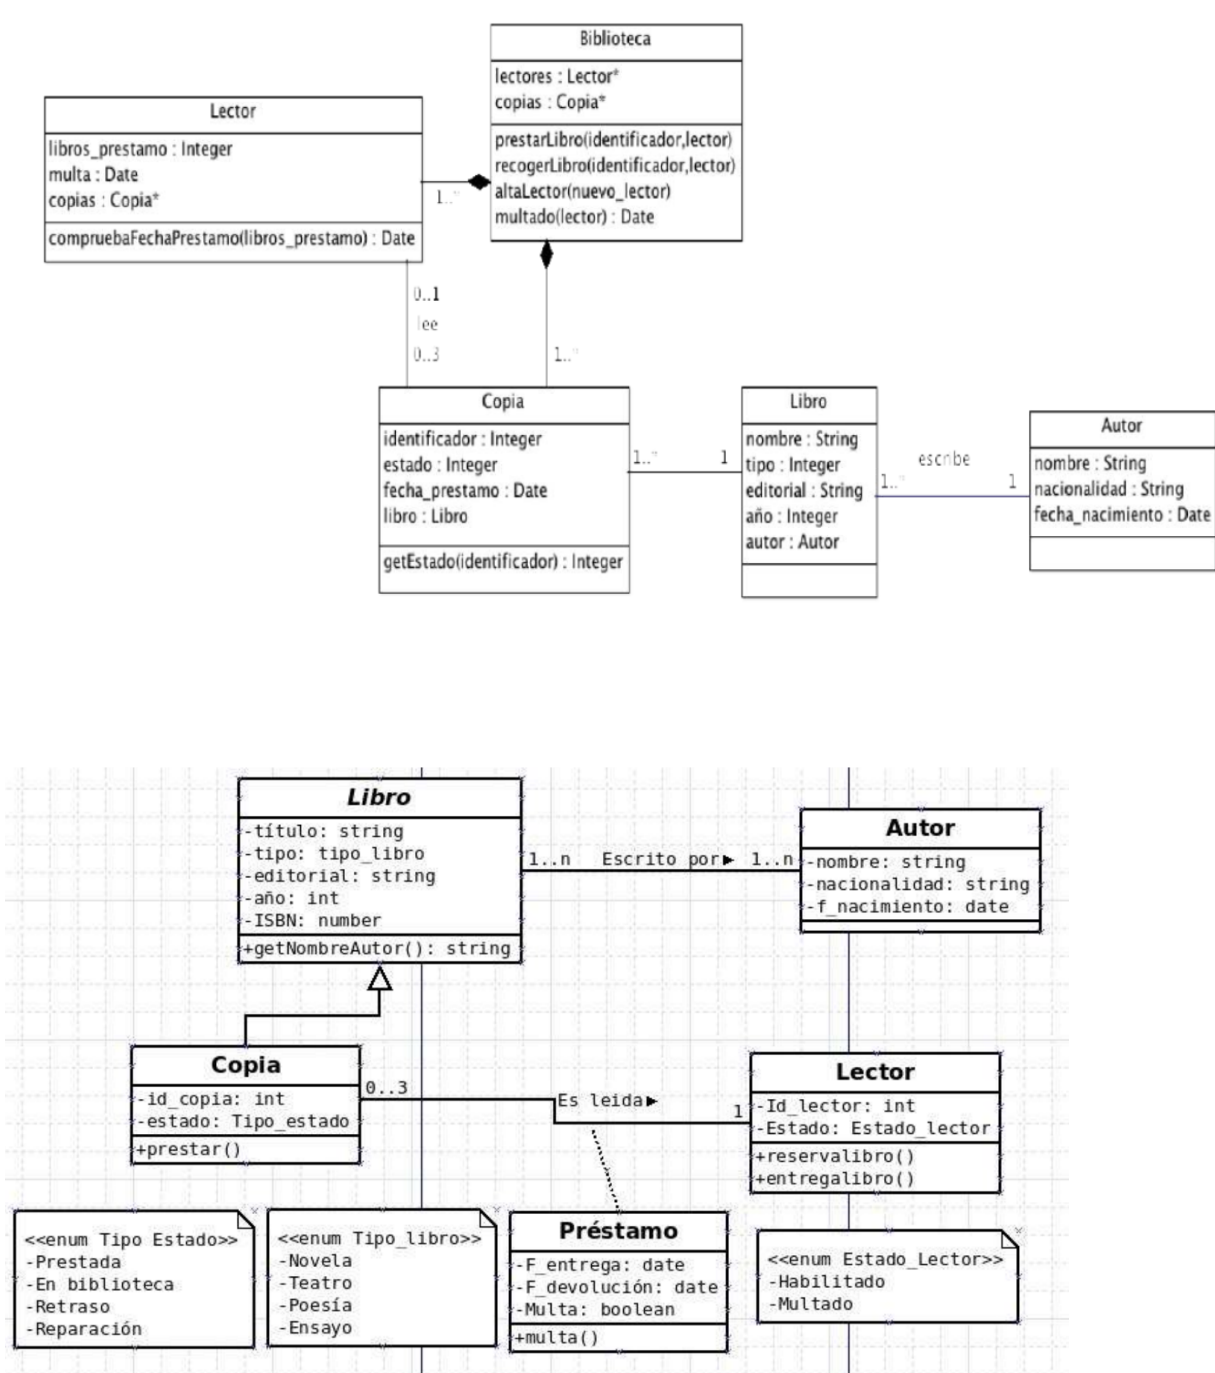 Biblioteca
lectores : Lector*
copias : Copia*
prestarLibro(identificador,lector)
recogerLibro(identificador,lector)
altaLector(nuevo_lector)
multado(lector) : Date
Lector
libros_prestamo : Integer
multa : Date
copias : Copia*
compruebaFechaPrestamo(libros_prestamo) : Date
1..*
0..1
lee
0..3
1..*
Copia
identificador : Integer
estado : Integer
fecha_prestamo : Date
libro : Libro
getEstado(identificador) : Integer
1..*
1
Libro
nombre : String
tipo : Integer
editorial : String
año : Integer
autor : Autor
escribe
1..*
1
Autor
nombre : String
nacionalidad : String
fecha_nacimiento : Date
Libro
-título: string
-tipo: tipo_libro
-editorial: string
-año: int
-ISBN: number
+getNombreAutor(): string
1..n Escrito por▶ 1..n
Autor
-nombre: string
-nacionalidad: string
-f_nacimiento: date
Copia
-id_copia: int
-estado: Tipo_estado
+prestar()
0..3
Es leida▶
1
Lector
-Id_lector: int
-Estado: Estado_lector
+reservalibro()
+entregalibro()
<<enum Tipo Estado>>
-Prestada
-En biblioteca
-Retraso
-Reparación
<<enum Tipo_libro>>
-Novela
-Teatro
-Poesía
-Ensayo
Préstamo
-F_entrega: date
-F_devolución: date
-Multa: boolean
+multa()
<<enum Estado_Lector>>
-Habilitado
-Multado